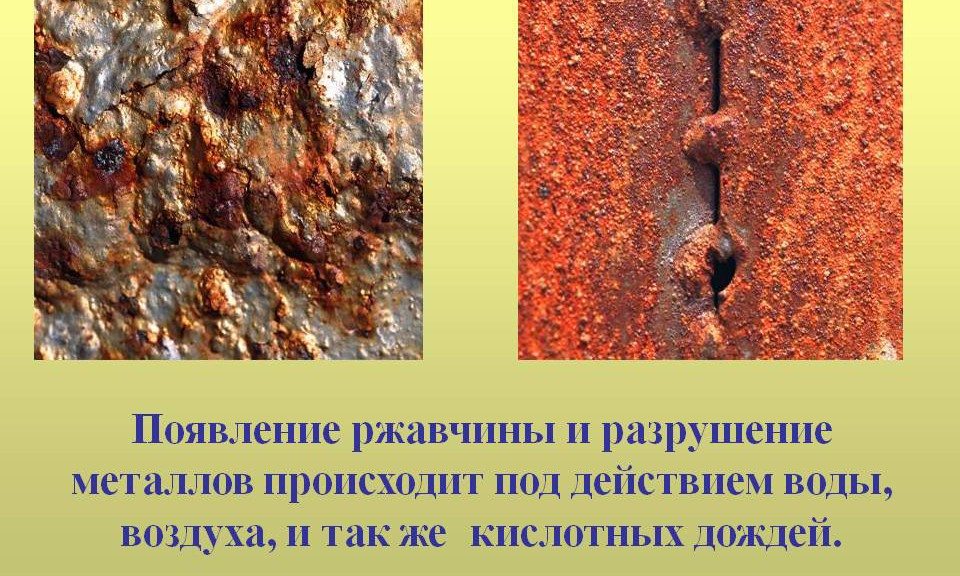 Появление ржавчины и разрушение
металлов происходит под действием воды,
воздуха, и так же кислотных дождей.